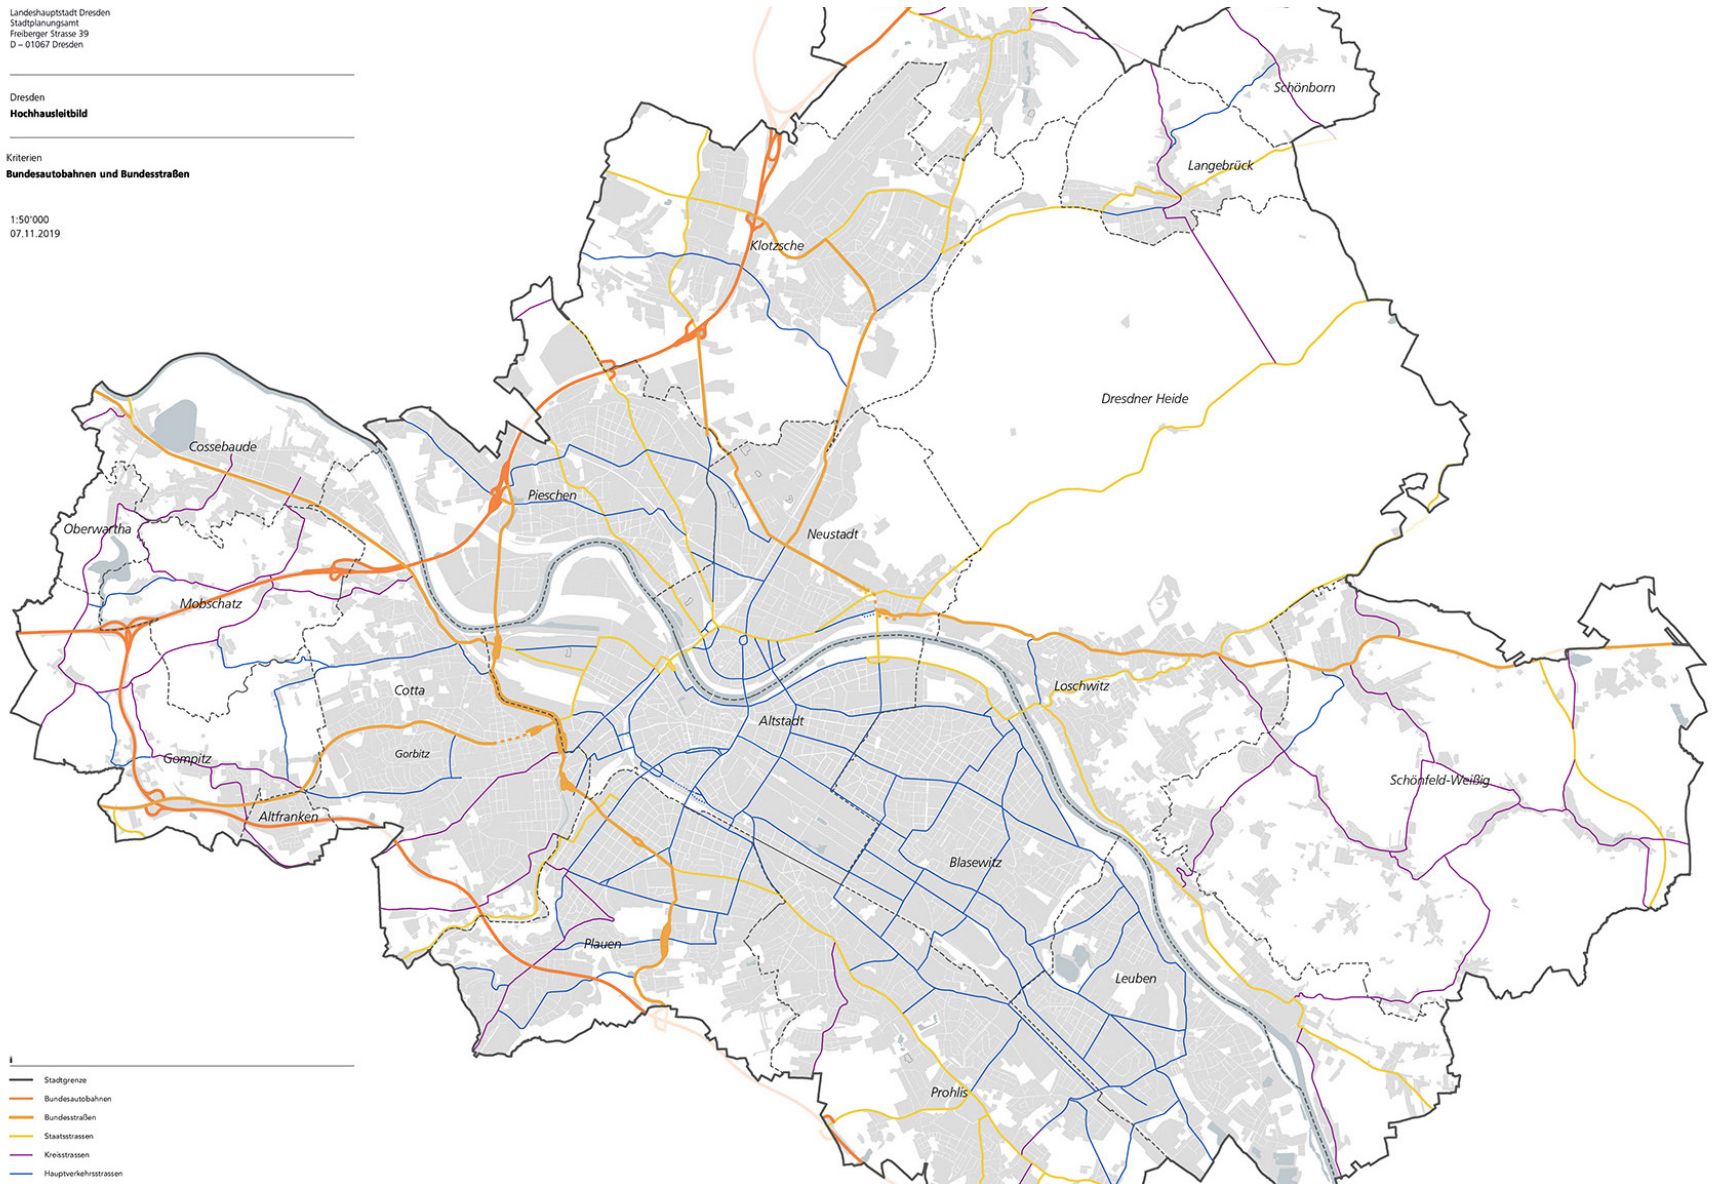 Landeshauptstadt Dresden
Stadtplanungsamt
Freiberger Strasse 39
D – 01067 Dresden
Dresden
Hochhausleitbild
Kriterien
Bundesautobahnen und Bundesstraßen
1:50'000
07.11.2019
Schönborn
Langebrück
Klotzsche
Dresdner Heide
Cossebaude
Pieschen
Oberwartha
Neustadt
Mobschatz
Cotta
Loschwitz
Altstadt
Gorbitz
Gompitz
Schönfeld-Weißig
Altfranken
Blasewitz
Plauen
Leuben
Prohlis
Stadtgrenze
Bundesautobahnen
Bundesstraßen
Staatsstrassen
Kreisstrassen
Hauptverkehrsstrassen